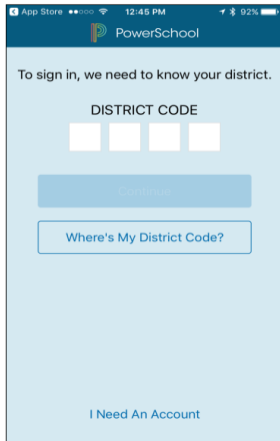 App Store 12:45 PM 92%
PowerSchool
To sign in, we need to know your district.
DISTRICT CODE
Continue
Where's My District Code?
I Need An Account